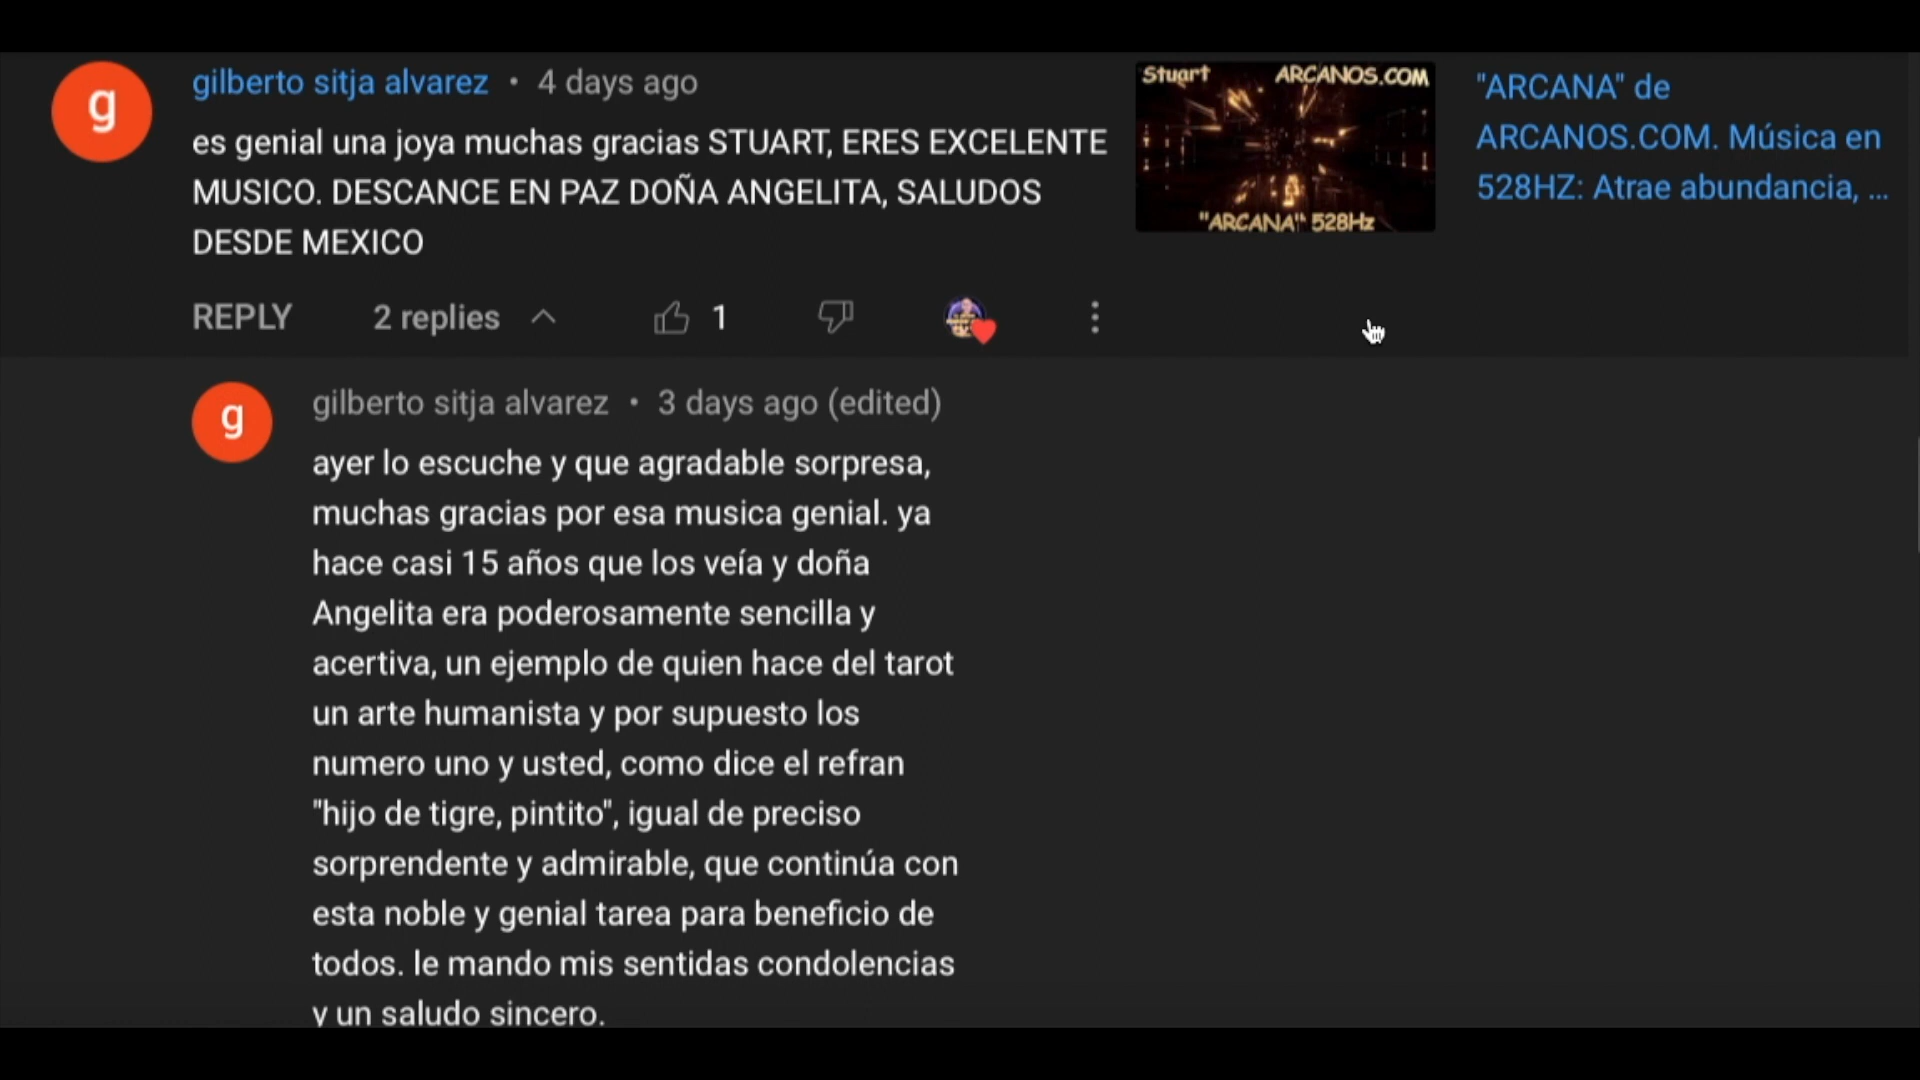 g
gilberto sitja alvarez • 4 days ago
es genial una joya muchas gracias STUART, ERES EXCELENTE
MUSICO. DESCANCE EN PAZ DOÑA ANGELITA, SALUDOS
DESDE MEXICO
REPLY 2 replies 1
Stuart ARCANOS.COM
"ARCANA" 528Hz
"ARCANA" de
ARCANOS.COM. Música en
528HZ: Atrae abundancia, ...
g
gilberto sitja alvarez • 3 days ago (edited)
ayer lo escuche y que agradable sorpresa,
muchas gracias por esa musica genial. ya
hace casi 15 años que los veía y doña
Angelita era poderosamente sencilla y
acertiva, un ejemplo de quien hace del tarot
un arte humanista y por supuesto los
numero uno y usted, como dice el refran
"hijo de tigre, pintito", igual de preciso
sorprendente y admirable, que continúa con
esta noble y genial tarea para beneficio de
todos. le mando mis sentidas condolencias
y un saludo sincero.